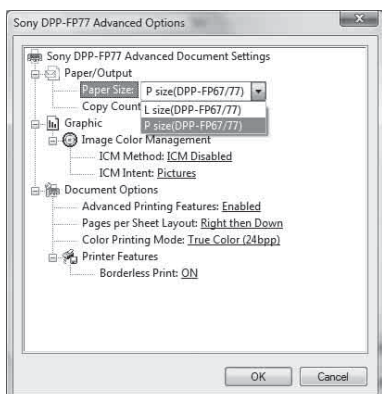 Sony DPP-FP77 Advanced Options
Sony DPP-FP77 Advanced Document Settings
Paper/Output
Paper Size: P size(DPP-FP67/77)
Copy Count L size(DPP-FP67/77)
P size(DPP-FP67/77)
Graphic
Image Color Management
ICM Method: ICM Disabled
ICM Intent: Pictures
Document Options
Advanced Printing Features: Enabled
Pages per Sheet Layout: Right then Down
Color Printing Mode: True Color (24bpp)
Printer Features
Borderless Print: ON
OK Cancel